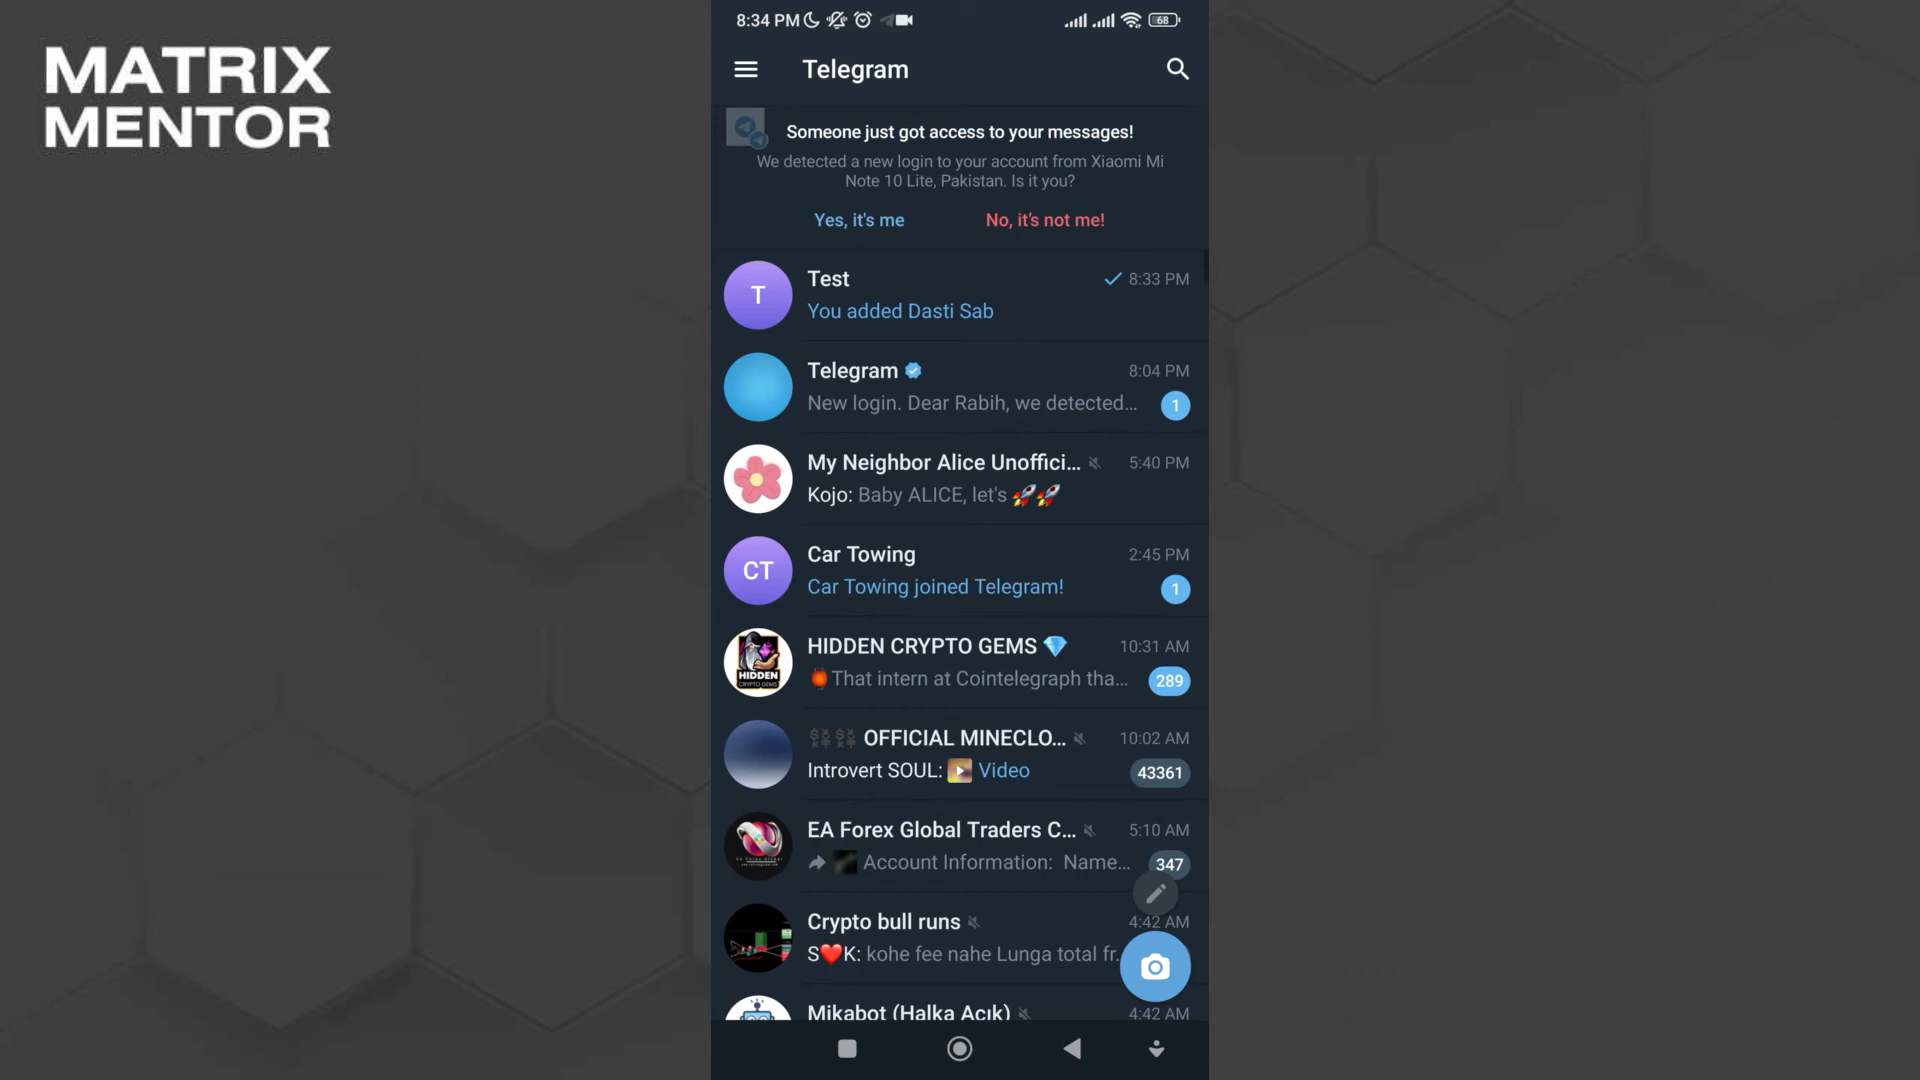 MATRIX
MENTOR
8:34 PM
68
Telegram
Someone just got access to your messages!
We detected a new login to your account from Xiaomi Mi
Note 10 Lite, Pakistan. Is it you?
Yes, it's me
No, it’s not me!
T
Test
8:33 PM
You added Dasti Sab
Telegram
8:04 PM
New login. Dear Rabih, we detected...
1
My Neighbor Alice Unoffici...
5:40 PM
Kojo: Baby ALICE, let's 🚀🚀
CT
Car Towing
2:45 PM
Car Towing joined Telegram!
1
HIDDEN
CRYPTO GEMS
HIDDEN CRYPTO GEMS 💎
10:31 AM
🏮That intern at Cointelegraph tha...
289
OFFICIAL MINECLO...
10:02 AM
Introvert SOUL: Video
43361
EA Forex Global Traders C...
5:10 AM
Account Information: Name...
347
Crypto bull runs
4:42 AM
S❤️K: kohe fee nahe Lunga total fr...
Mikabot (Halka Açık)
4:42 AM